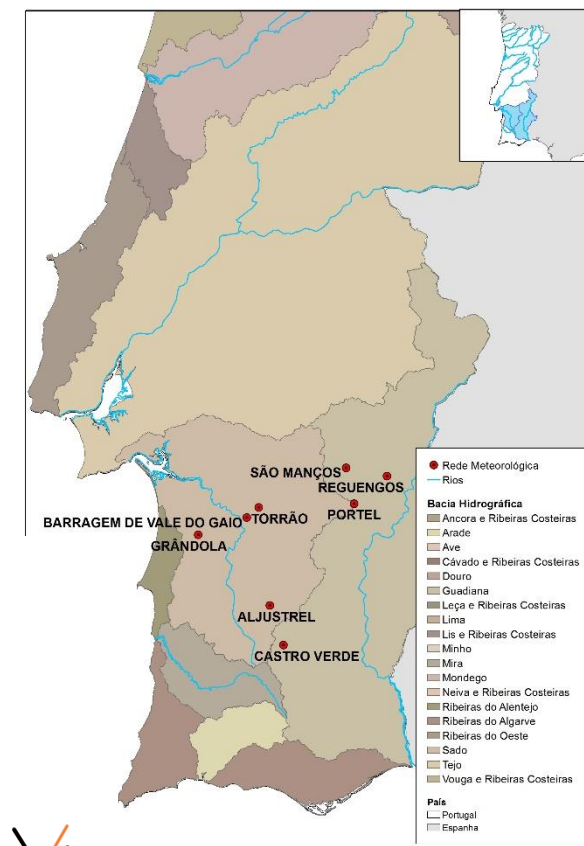 SÃO MANÇOS
REGUENGOS
PORTEL
TORRÃO
BARRAGEM DE VALE DO GAIO
GRÂNDOLA
ALJUSTREL
CASTRO VERDE
Rede Meteorológica
Rios
Bacia Hidrográfica
Ancora e Ribeiras Costeiras
Arade
Ave
Cávado e Ribeiras Costeiras
Douro
Guadiana
Leça e Ribeiras Costeiras
Lima
Lis e Ribeiras Costeiras
Minho
Mira
Mondego
Neiva e Ribeiras Costeiras
Ribeiras do Alentejo
Ribeiras do Algarve
Ribeiras do Oeste
Sado
Tejo
Vouga e Ribeiras Costeiras
País
Portugal
Espanha